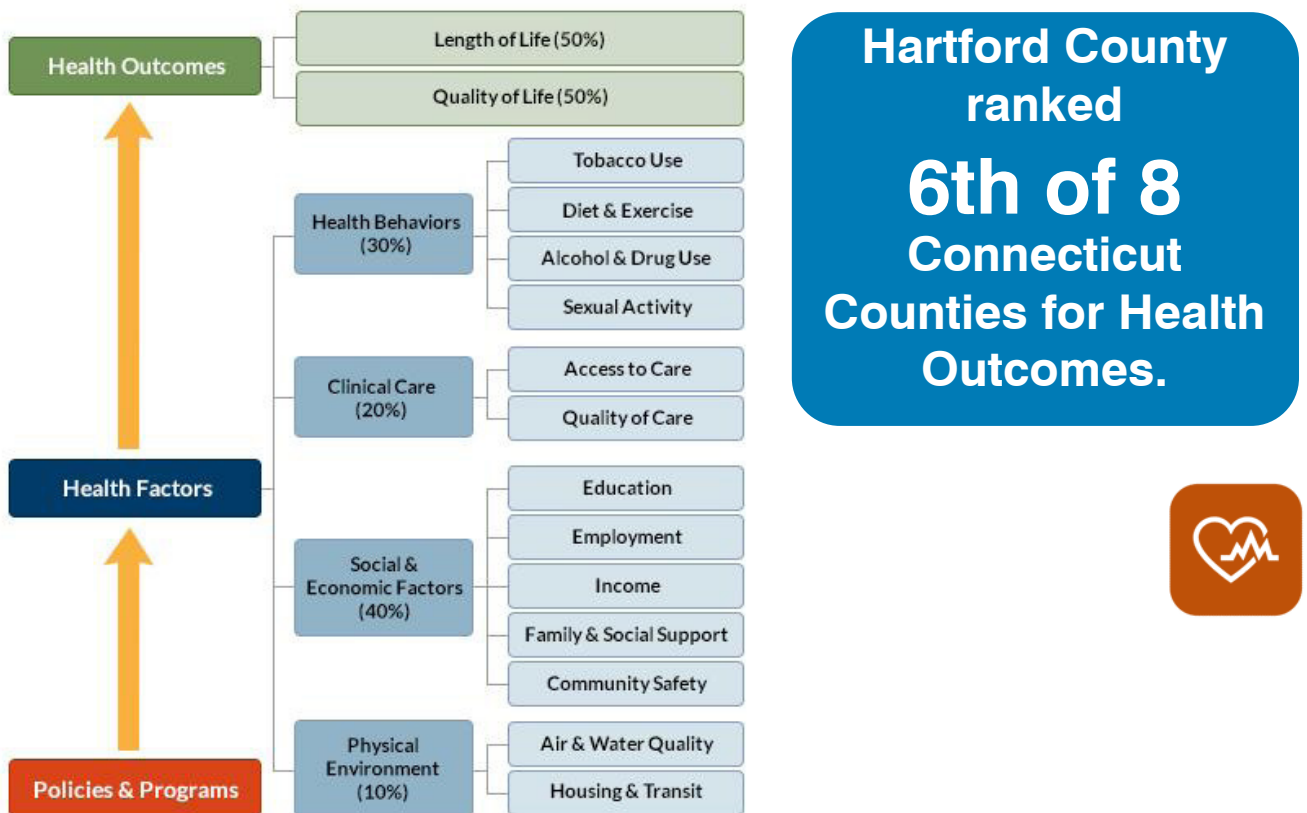 Health Outcomes
Length of Life (50%)
Quality of Life (50%)
Health Behaviors
(30%)
Tobacco Use
Diet & Exercise
Alcohol & Drug Use
Sexual Activity
Clinical Care
(20%)
Access to Care
Quality of Care
Health Factors
Social &
Economic Factors
(40%)
Education
Employment
Income
Family & Social Support
Community Safety
Physical
Environment
(10%)
Air & Water Quality
Housing & Transit
Policies & Programs
Hartford County
ranked
6th of 8
Connecticut
Counties for Health
Outcomes.